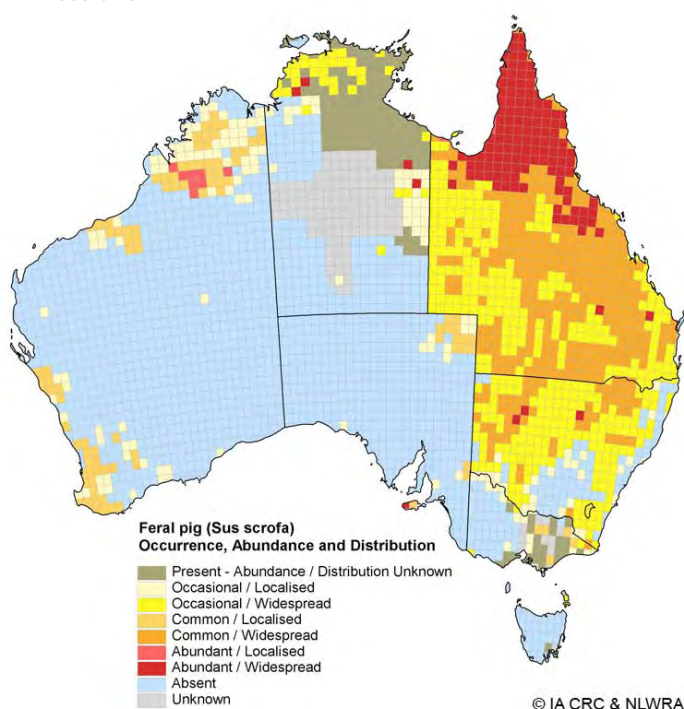 Feral pig (Sus scrofa)
Occurrence, Abundance and Distribution
Present - Abundance / Distribution Unknown
Occasional / Localised
Occasional / Widespread
Common / Localised
Common / Widespread
Abundant / Localised
Abundant / Widespread
Absent
Unknown
© IA CRC & NLWRA